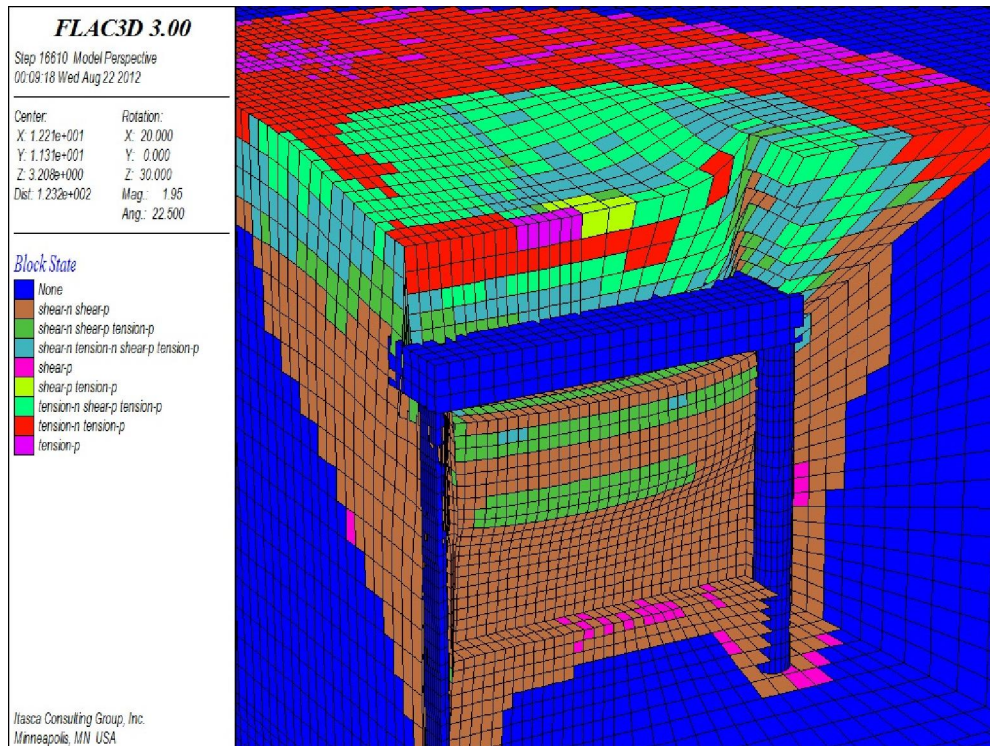 FLAC3D 3.00
Step 16610 Model Perspective
00:09:18 Wed Aug 22 2012
Center: Rotation:
X: 1.221e+001 X: 20.000
Y: 1.131e+001 Y: 0.000
Z: 3.208e+000 Z: 30.000
Dist: 1.232e+002 Mag.: 1.95
Ang.: 22.500
Block State
None
shear-n shear-p
shear-n shear-p tension-p
shear-n tension-n shear-p tension-p
shear-p
shear-p tension-p
tension-n shear-p tension-p
tension-n tension-p
tension-p
Itasca Consulting Group, Inc.
Minneapolis, MN USA